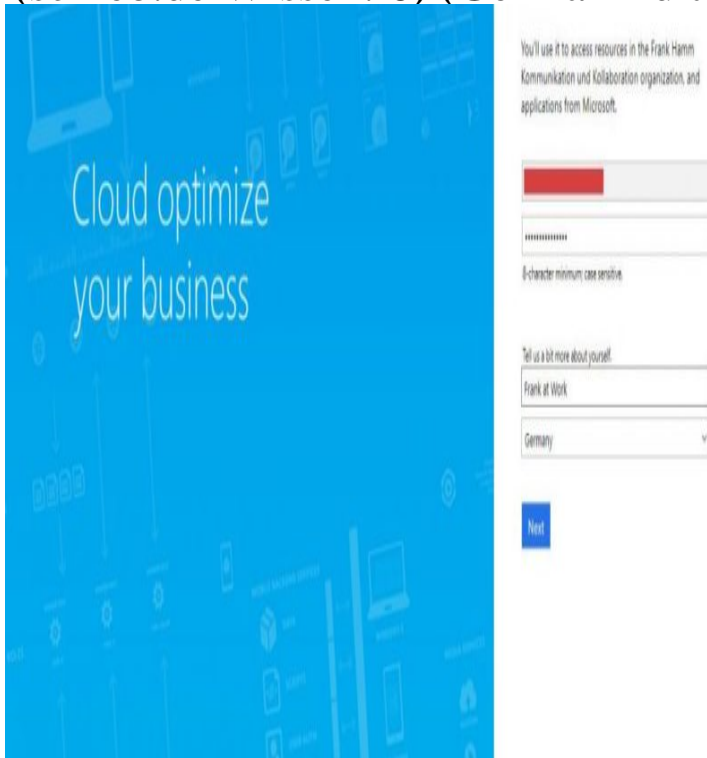 Cloud optimize
your business
You'll use it to access resources in the Frank Hamm
Kommunikation und Kollaboration organization, and
applications from Microsoft.
••••••••••••••
8-character minimum; case sensitive.
Tell us a bit more about yourself.
Frank at Work
Germany
Next